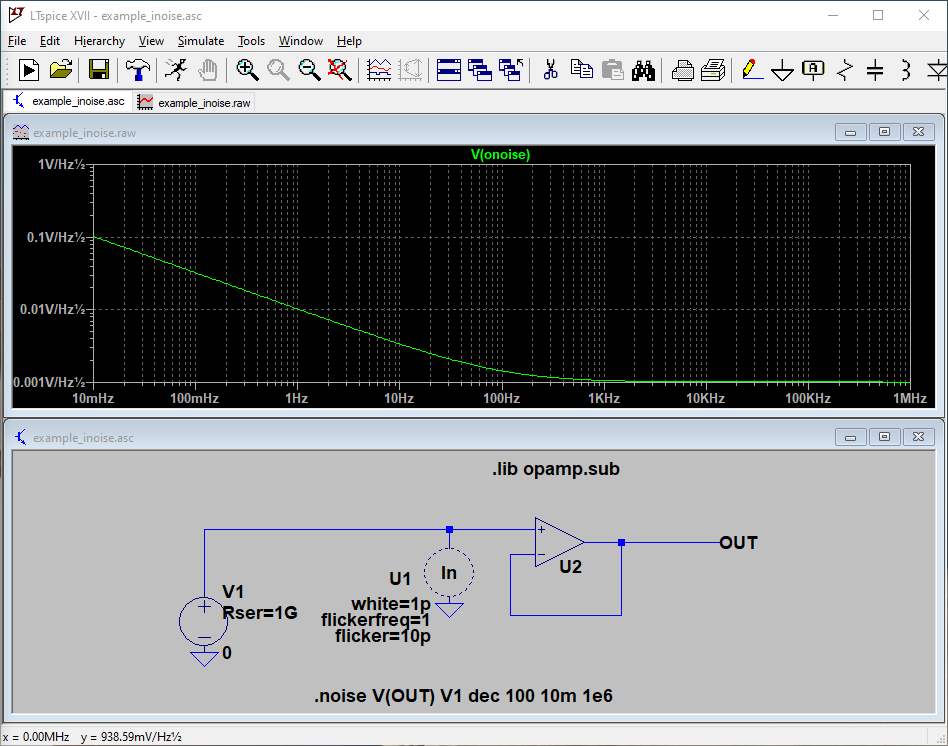 LTspice XVII - example_inoise.asc
File Edit Hierarchy View Simulate Tools Window Help
example_inoise.asc example_inoise.raw
example_inoise.raw
V(onoise)
1V/Hz½
0.1V/Hz½
0.01V/Hz½
0.001V/Hz½
10mHz 100mHz 1Hz 10Hz 100Hz 1KHz 10KHz 100KHz 1MHz
example_inoise.asc
.lib opamp.sub
+
OUT
−
U2
In
U1
V1
+
Rser=1G
white=1p
flickerfreq=1
flicker=10p
−
0
.noise V(OUT) V1 dec 100 10m 1e6
x = 0.00MHz y = 938.59mV/Hz½